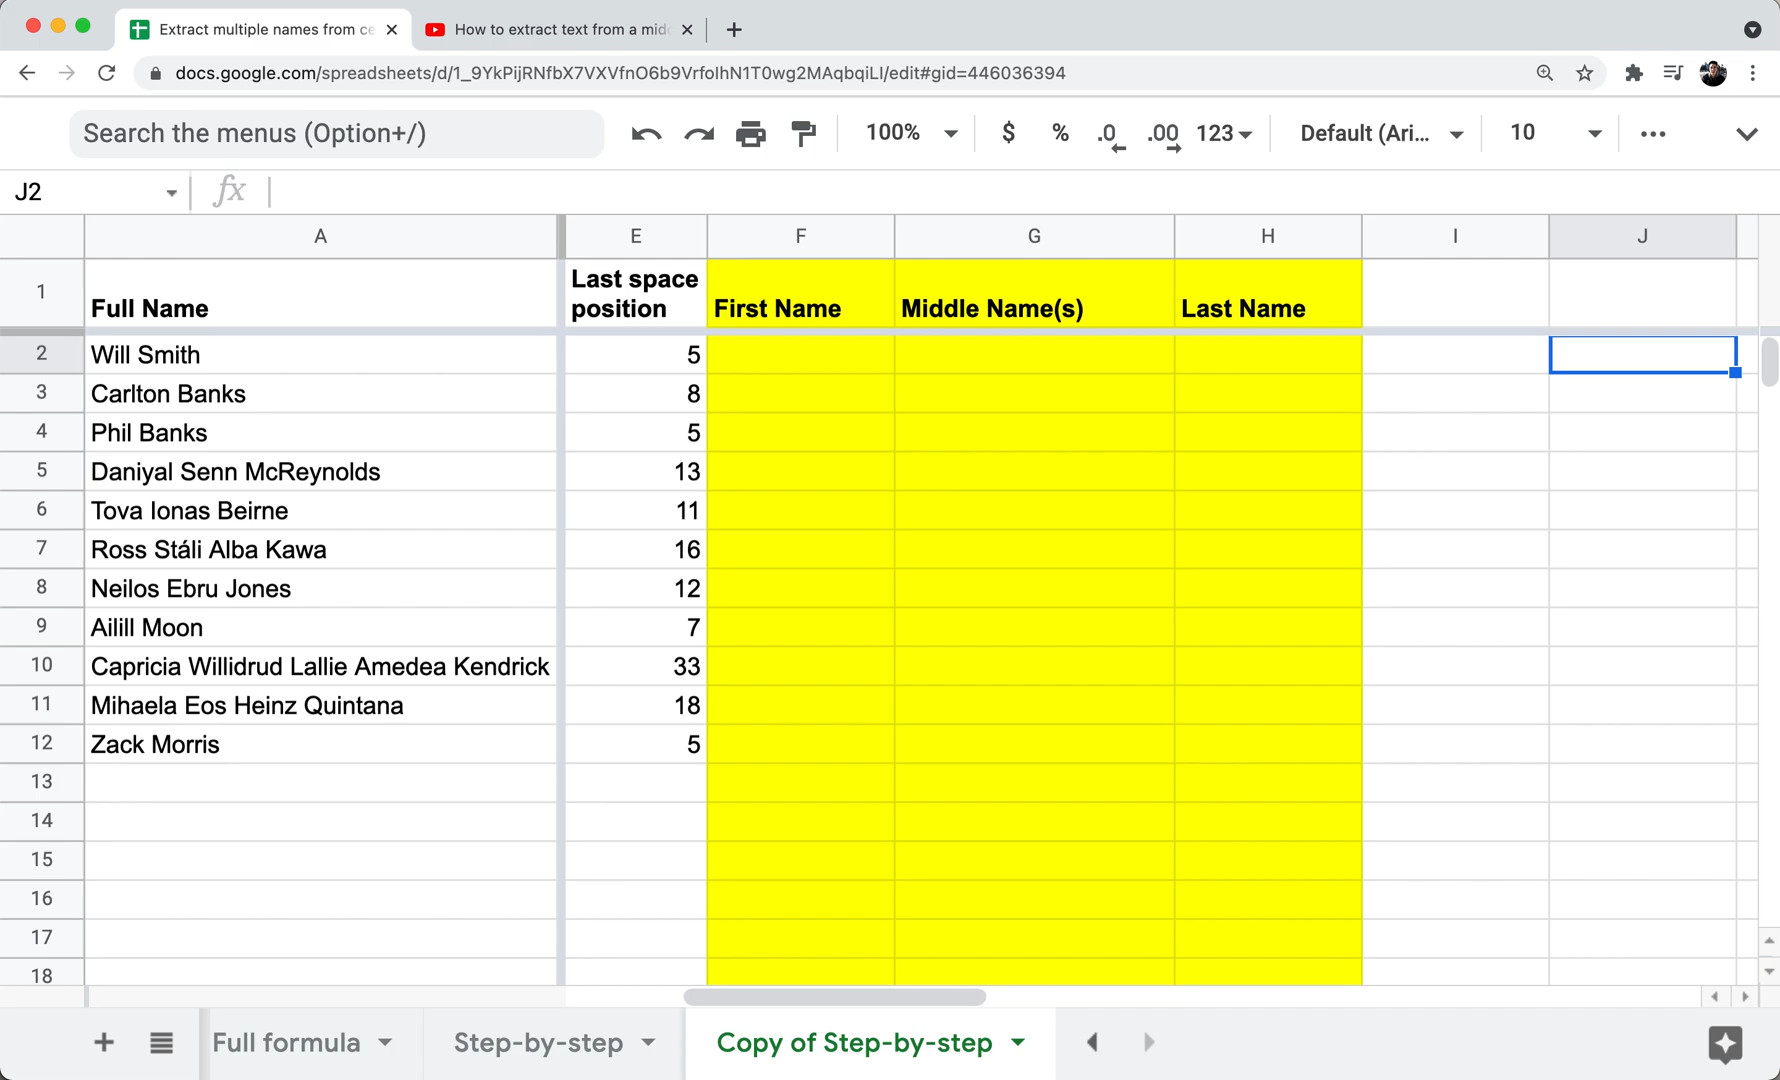 Extract multiple names from ce
How to extract text from a mid
docs.google.com/spreadsheets/d/1_9YkPijRNfbX7VXVfnO6b9VrfoIhN1T0wg2MAqbqiLI/edit#gid=446036394
Search the menus (Option+/)
100%
$
%
.0
.00
123
Default (Ari...
10
J2
fx
A E F G H I J
1 Full Name Last space position First Name Middle Name(s) Last Name
2 Will Smith 5
3 Carlton Banks 8
4 Phil Banks 5
5 Daniyal Senn McReynolds 13
6 Tova Ionas Beirne 11
7 Ross Stáli Alba Kawa 16
8 Neilos Ebru Jones 12
9 Ailill Moon 7
10 Capricia Willidrud Lallie Amedea Kendrick 33
11 Mihaela Eos Heinz Quintana 18
12 Zack Morris 5
13
14
15
16
17
18
Full formula
Step-by-step
Copy of Step-by-step